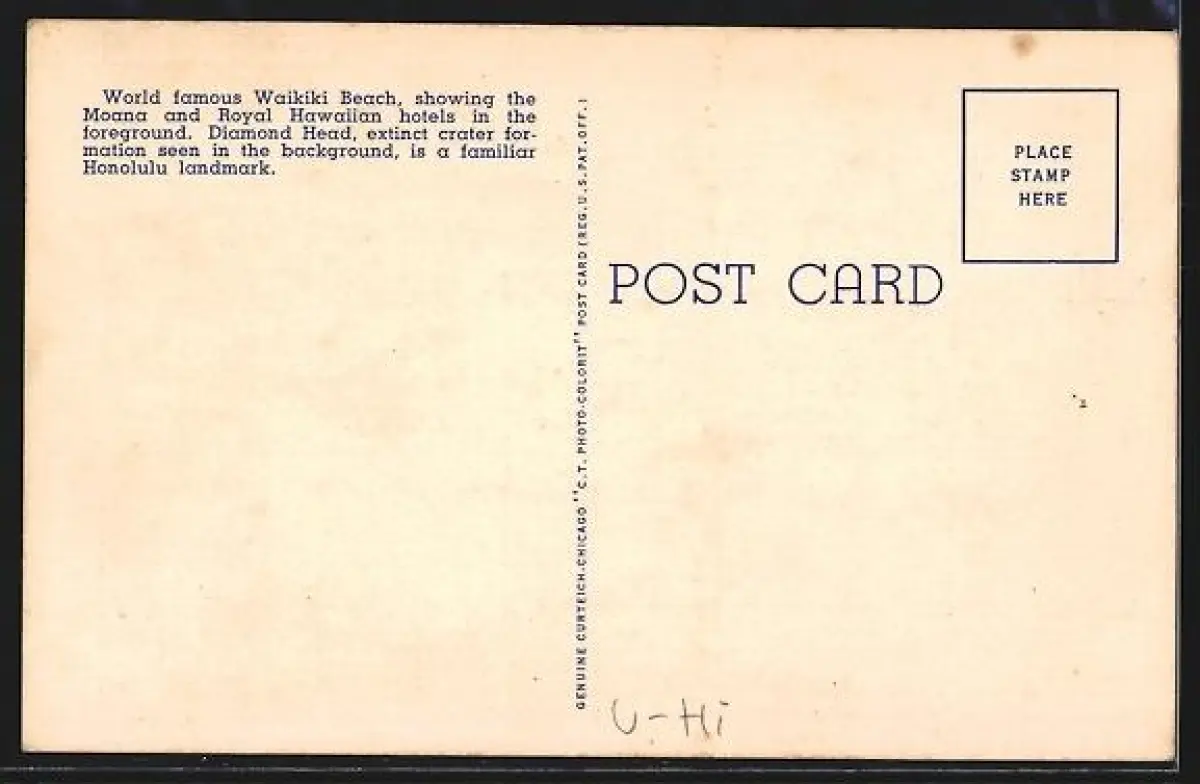 World famous Waikiki Beach, showing the
Moana and Royal Hawaiian hotels in the
foreground. Diamond Head, extinct crater for-
mation seen in the background, is a familiar
Honolulu landmark.
GENUINE CURTEICH-CHICAGO "C.T. PHOTO-COLORIT" POST CARD (REG. U.S. PAT. OFF.)
PLACE
STAMP
HERE
POST CARD
U-Hi